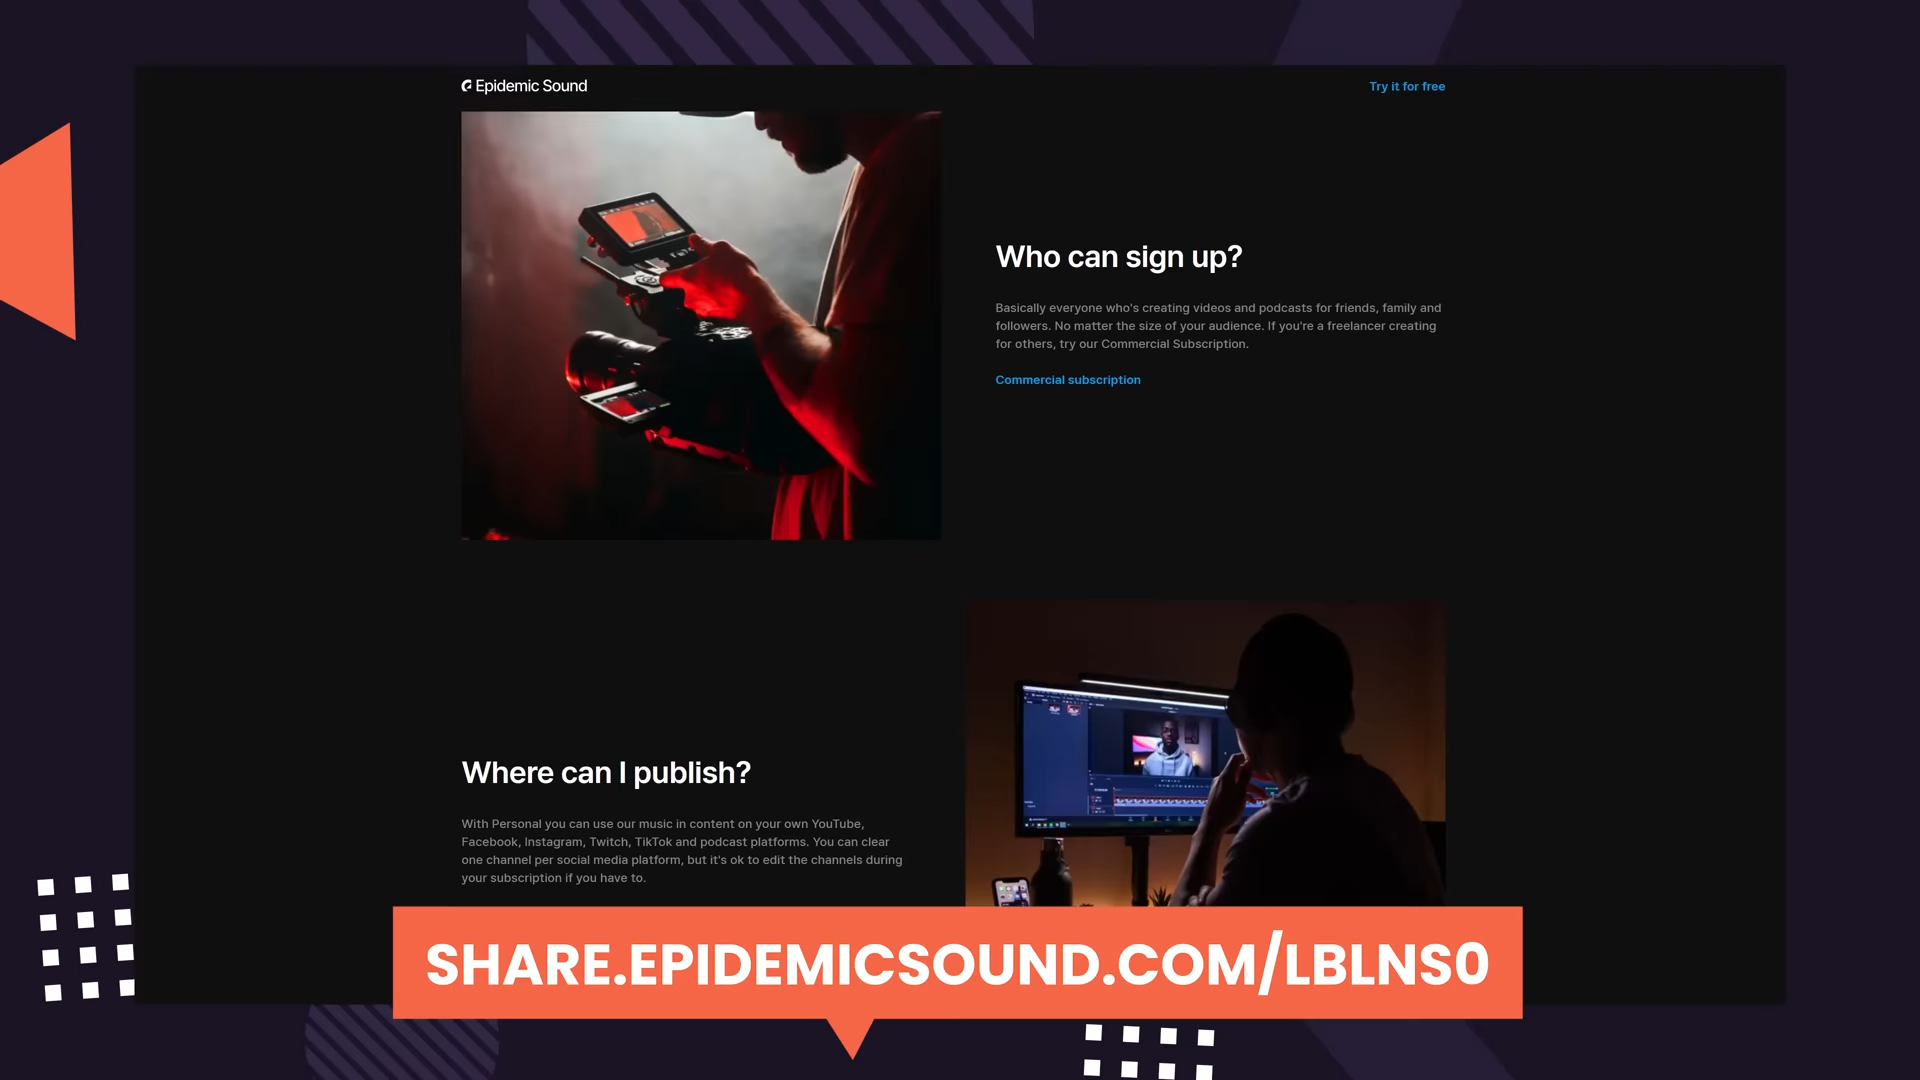 Epidemic Sound
Try it for free
Who can sign up?
Basically everyone who's creating videos and podcasts for friends, family and
followers. No matter the size of your audience. If you're a freelancer creating
for others, try our Commercial Subscription.
Commercial subscription
Where can I publish?
With Personal you can use our music in content on your own YouTube,
Facebook, Instagram, Twitch, TikTok and podcast platforms. You can clear
one channel per social media platform, but it's ok to edit the channels during
your subscription if you have to.
SHARE.EPIDEMICSOUND.COM/LBLNS0